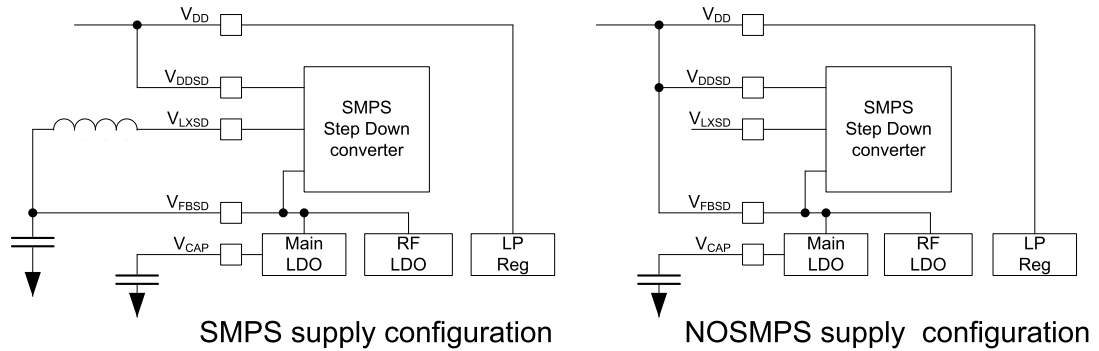 VDD
VDDSD
VLXSD
SMPS
Step Down
converter
VFBSD
VCAP
Main
LDO
RF
LDO
LP
Reg
SMPS supply configuration
VDD
VDDSD
VLXSD
SMPS
Step Down
converter
VFBSD
VCAP
Main
LDO
RF
LDO
LP
Reg
NOSMPS supply configuration